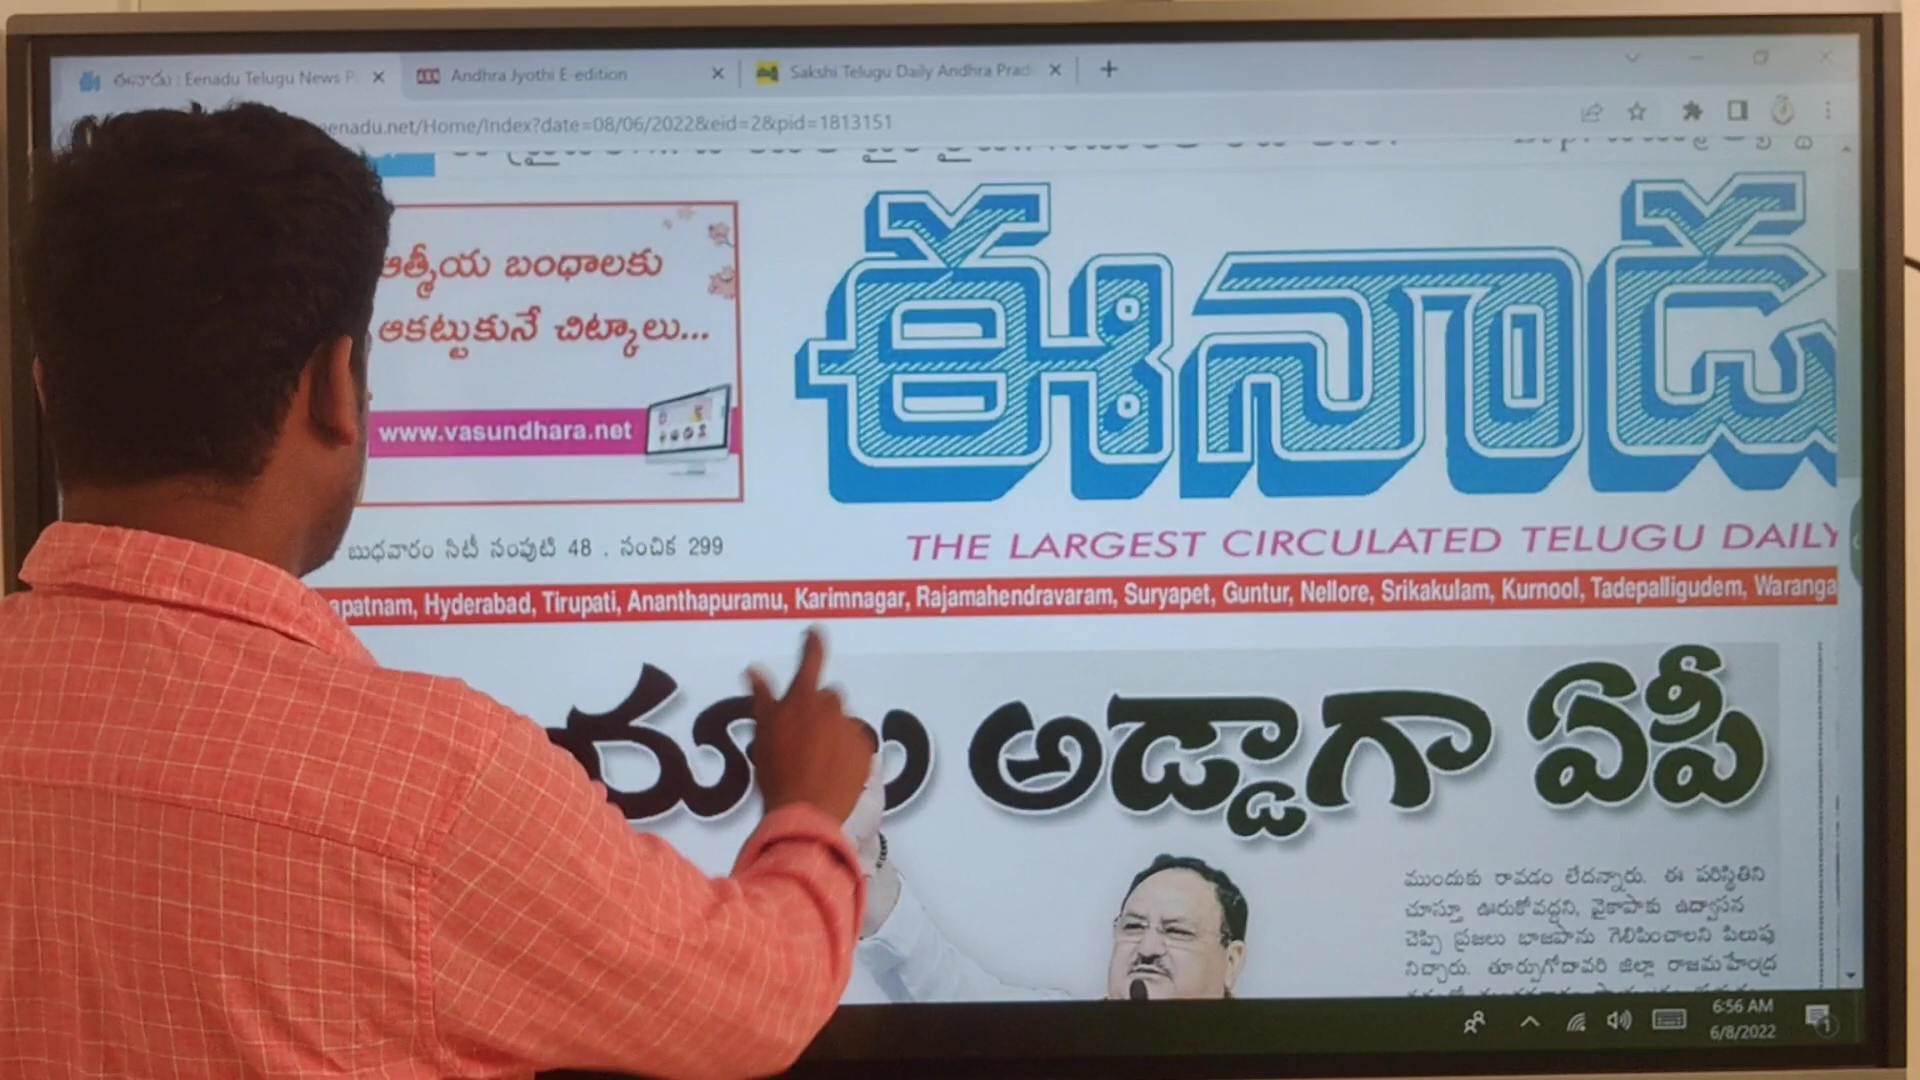 ఈనాడు : Eenadu Telugu News P
Andhra Jyothi E-edition
Sakshi Telugu Daily Andhra Prad
eenadu.net/Home/Index?date=08/06/2022&eid=2&pid=1813151
ఆత్మీయ బంధాలకు
ఆకట్టుకునే చిట్కాలు...
www.vasundhara.net
ఈనాడు
బుధవారం సిటీ సంపుటి 48 . సంచిక 299
THE LARGEST CIRCULATED TELUGU DAILY
apatnam, Hyderabad, Tirupati, Ananthapuramu, Karimnagar, Rajamahendravaram, Suryapet, Guntur, Nellore, Srikakulam, Kurnool, Tadepalligudem, Waranga
అడ్డాగా ఏపీ
ముందుకు రావడం లేదన్నారు. ఈ పరిస్థితిని
చూస్తూ ఊరుకోవద్దని, వైకాపాకు ఉద్వాసన
చెప్పి ప్రజలు భాజపాను గెలిపించాలని పిలుపు
నిచ్చారు. తూర్పుగోదావరి జిల్లా రాజమహేంద్ర
6:56 AM
6/8/2022